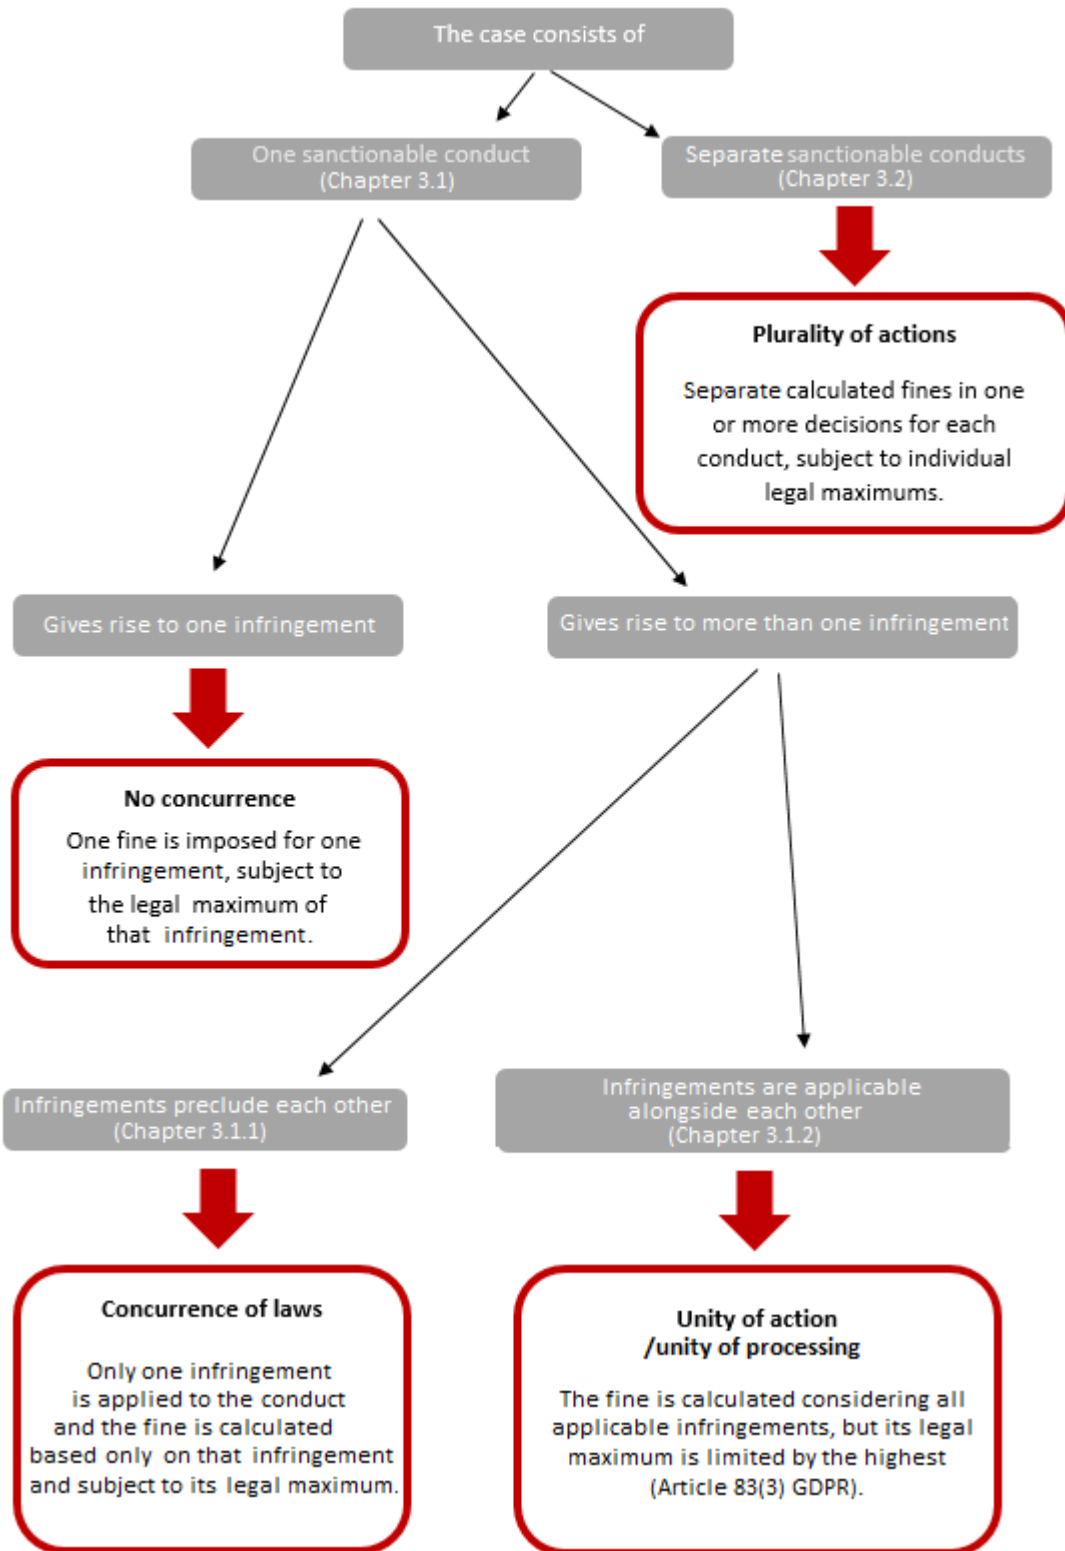 The case consists of
One sanctionable conduct
(Chapter 3.1)
Separate sanctionable conducts
(Chapter 3.2)
Plurality of actions
Separate calculated fines in one
or more decisions for each
conduct, subject to individual
legal maximums.
Gives rise to one infringement
Gives rise to more than one infringement
No concurrence
One fine is imposed for one
infringement, subject to
the legal maximum of
that infringement.
Infringements preclude each other
(Chapter 3.1.1)
Infringements are applicable
alongside each other
(Chapter 3.1.2)
Concurrence of laws
Only one infringement
is applied to the conduct
and the fine is calculated
based only on that infringement
and subject to its legal maximum.
Unity of action
/unity of processing
The fine is calculated considering all
applicable infringements, but its legal
maximum is limited by the highest
(Article 83(3) GDPR).